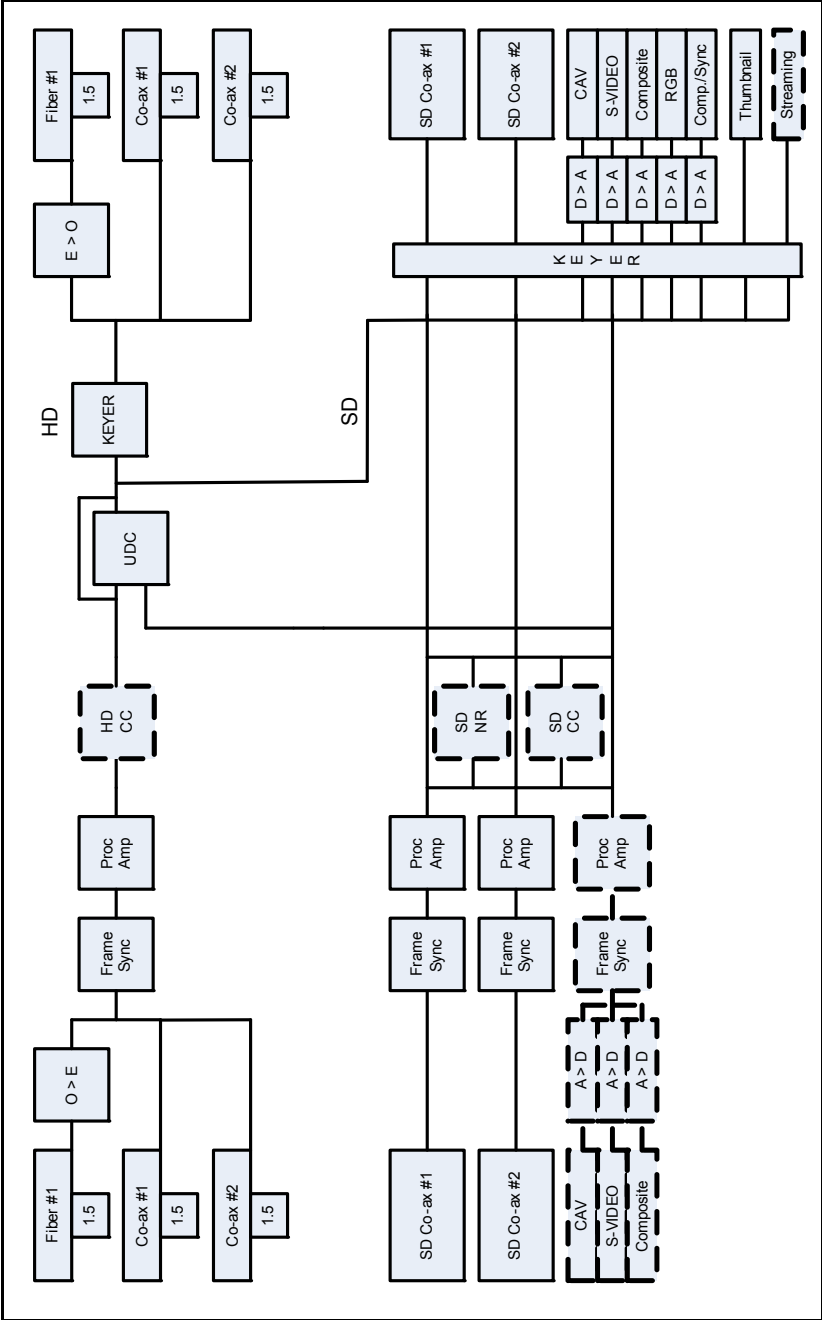 Fiber #1
1.5
Co-ax #1
1.5
Co-ax #2
1.5
O > E
Frame
Sync
Proc
Amp
HD
CC
UDC
KEYER
HD
E > O
Fiber #1
1.5
Co-ax #1
1.5
Co-ax #2
1.5
SD
SD Co-ax #1
Frame
Sync
Proc
Amp
SD Co-ax #2
Frame
Sync
Proc
Amp
CAV
S-VIDEO
Composite
A > D
A > D
A > D
Frame
Sync
Proc
Amp
SD
NR
SD
CC
KEYER
D > A
D > A
D > A
D > A
D > A
SD Co-ax #1
SD Co-ax #2
CAV
S-VIDEO
Composite
RGB
Comp./Sync
Thumbnail
Streaming